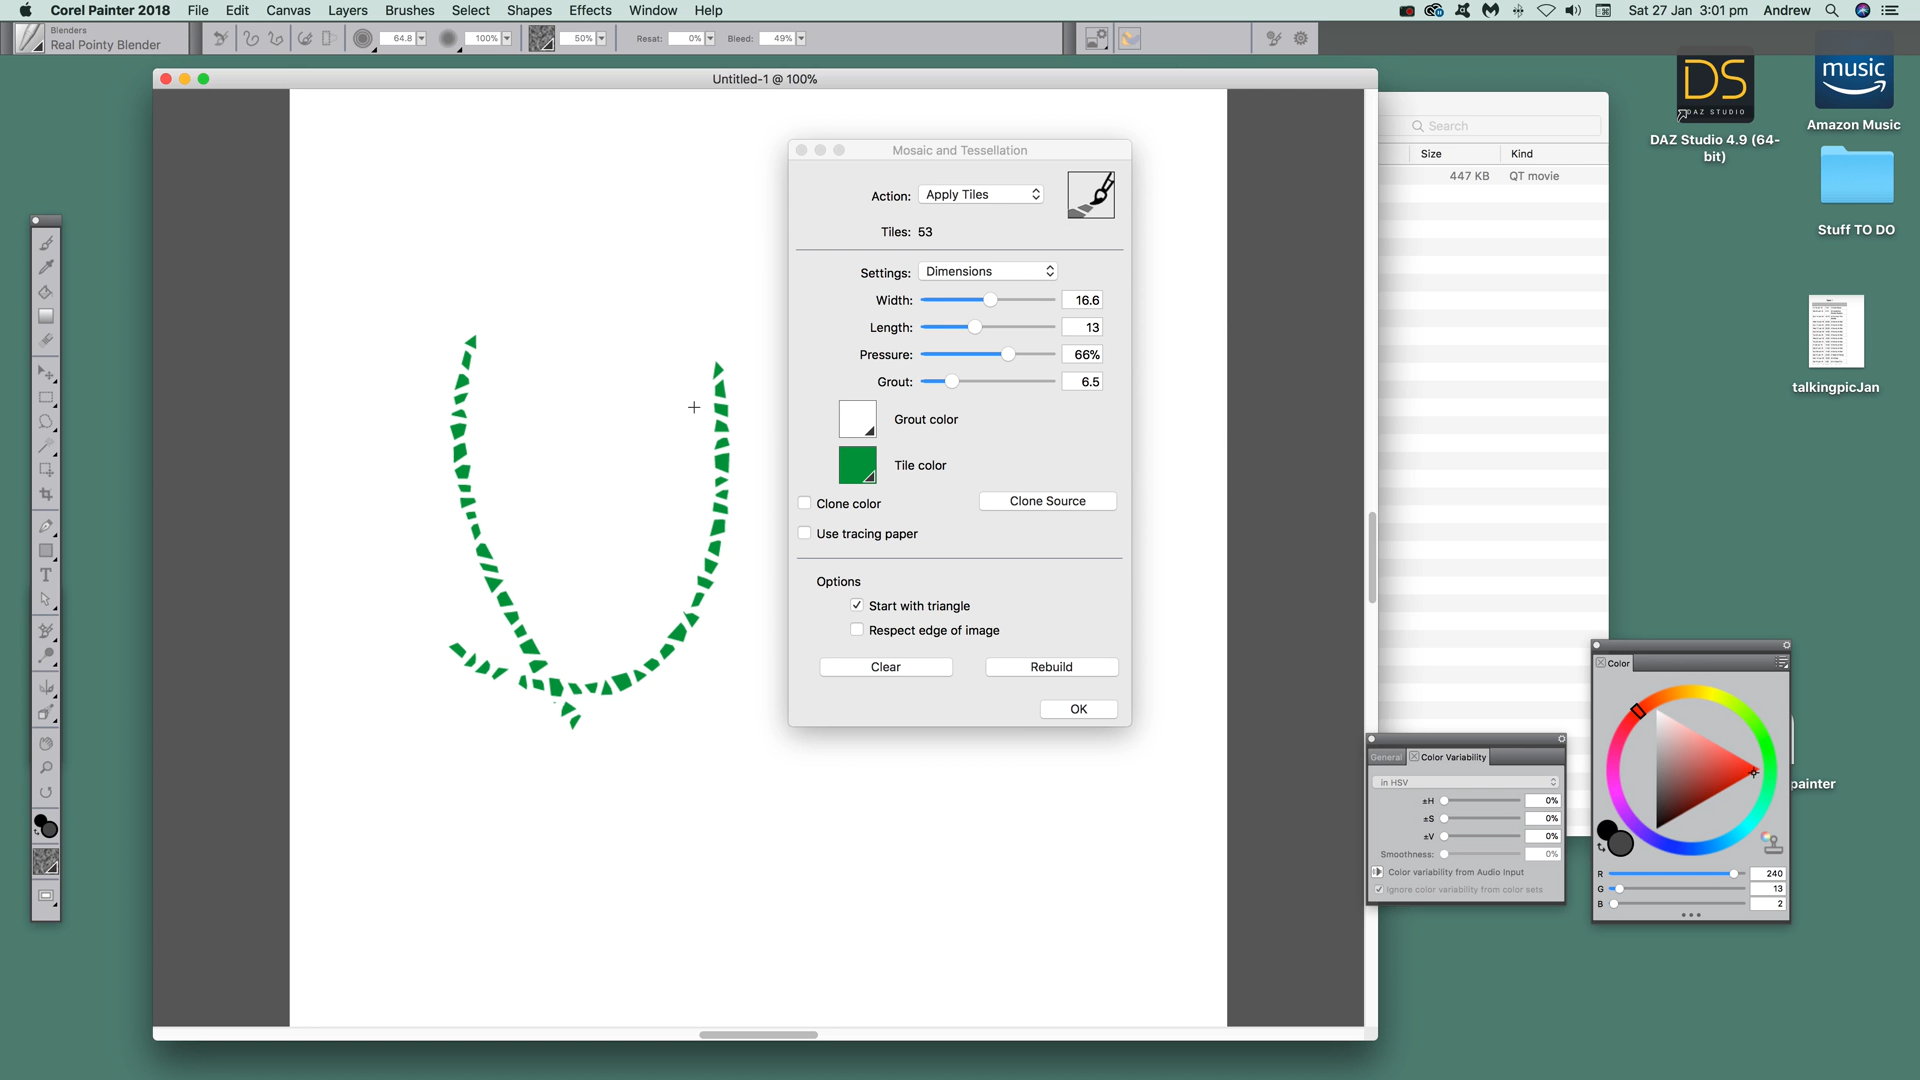 Corel Painter 2018 File Edit Canvas Layers Brushes Select Shapes Effects Window Help
Sat 27 Jan 3:01 pm Andrew
Blenders
Real Pointy Blender
64.8 100% 50% Resat: 0% Bleed: 49%
Untitled-1 @ 100%
Search
Size Kind
447 KB QT movie
Mosaic and Tessellation
Action: Apply Tiles
Tiles: 53
Settings: Dimensions
Width: 16.6
Length: 13
Pressure: 66%
Grout: 6.5
Grout color
Tile color
Clone color Clone Source
Use tracing paper
Options
Start with triangle
Respect edge of image
Clear Rebuild
OK
T
DS
DAZ STUDIO
DAZ Studio 4.9 (64-
bit)
music
Amazon Music
Stuff TO DO
talkingpicJan
painter
General Color Variability
in HSV
±H 0%
±S 0%
±V 0%
Smoothness: 0%
Color variability from Audio Input
Ignore color variability from color sets
Color
R 240
G 13
B 2